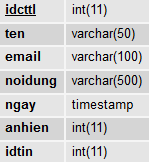 idcttl int(11)
ten varchar(50)
email varchar(100)
noidung varchar(500)
ngay timestamp
anhien int(11)
idtin int(11)